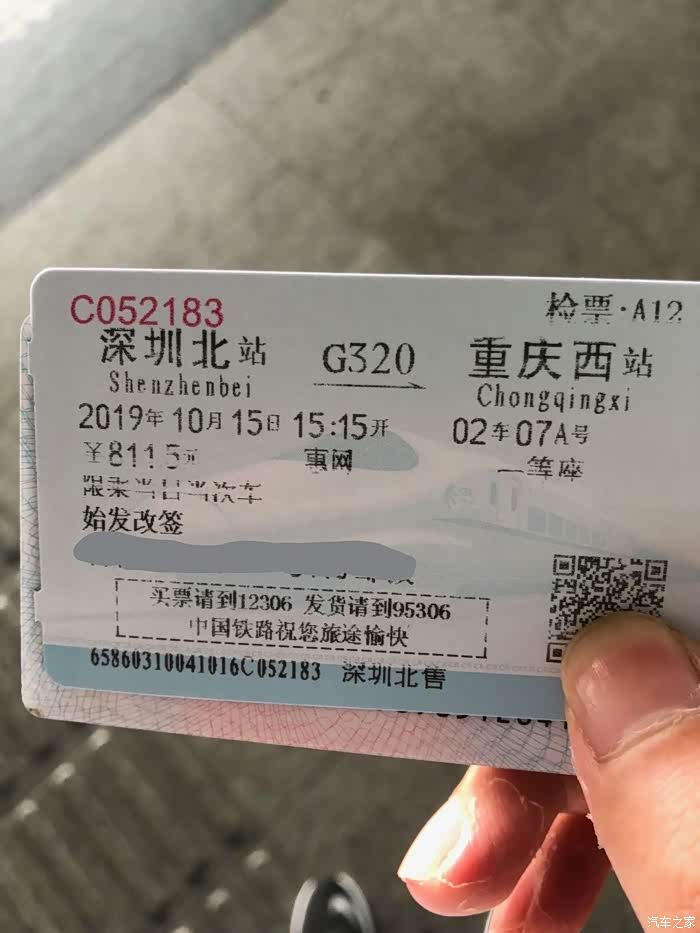 C052183 检票:A12
深圳北站 G320 重庆西站
Shenzhenbei Chongqingxi
2019年10月15日 15:15开 02车07A号
￥811.5元 惠网 一等座
限乘当日当次车
始发改签
买票请到12306 发货请到95306
中国铁路祝您旅途愉快
65860310041016C052183 深圳北售
汽车之家